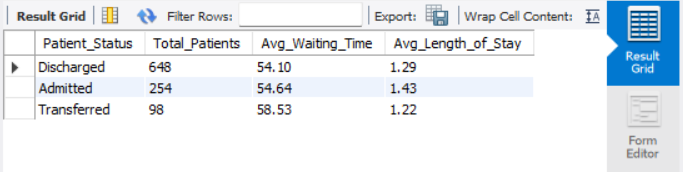 Result Grid Filter Rows: Export: Wrap Cell Content: IA
Patient_Status Total_Patients Avg_Waiting_Time Avg_Length_of_Stay
Discharged 648 54.10 1.29
Admitted 254 54.64 1.43
Transferred 98 58.53 1.22
Result
Grid
Form
Editor